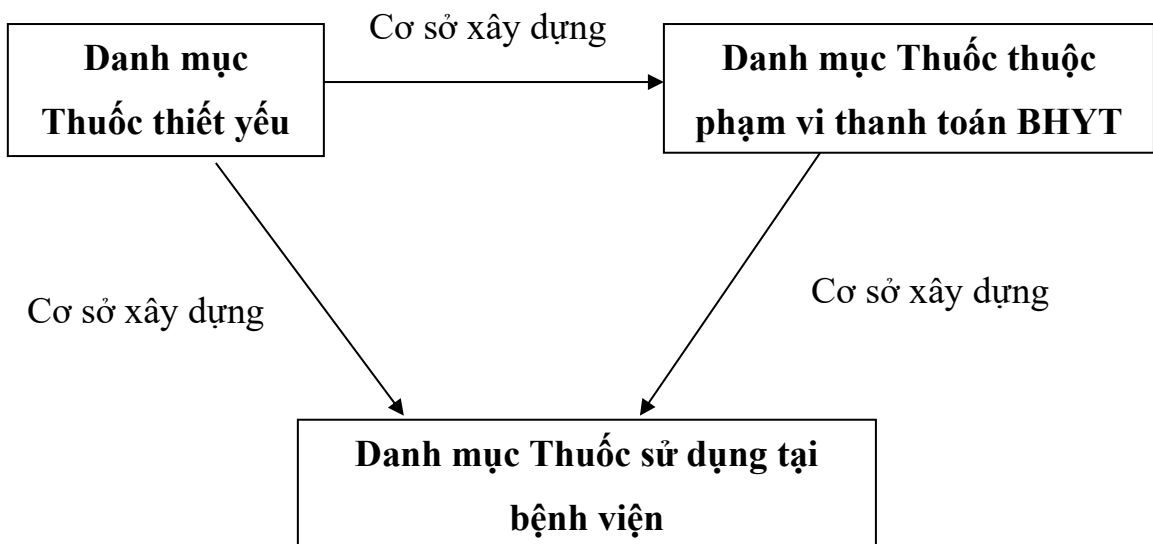 Cơ sở xây dựng
Danh mục
Thuốc thiết yếu
Danh mục Thuốc thuộc
phạm vi thanh toán BHYT
Cơ sở xây dựng
Cơ sở xây dựng
Danh mục Thuốc sử dụng tại
bệnh viện